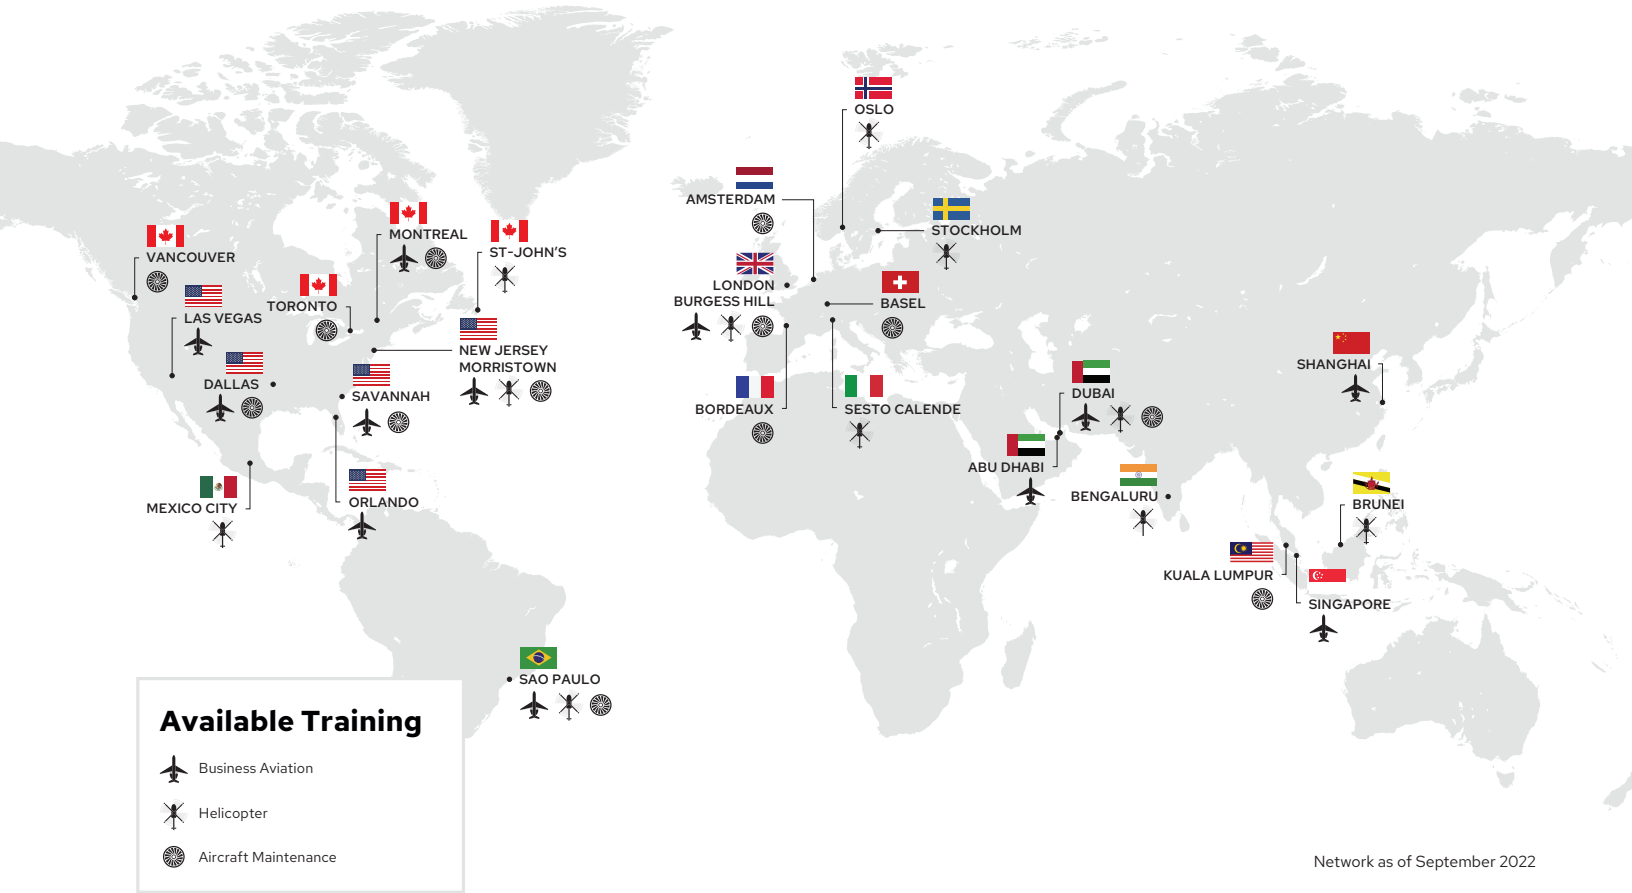 OSLO
AMSTERDAM
STOCKHOLM
MONTREAL
ST-JOHN'S
VANCOUVER
LONDON
BURGESS HILL
BASEL
TORONTO
LAS VEGAS
NEW JERSEY
MORRISTOWN
SHANGHAI
DALLAS
SAVANNAH
DUBAI
BORDEAUX
SESTO CALENDE
ABU DHABI
BENGALURU
ORLANDO
MEXICO CITY
BRUNEI
KUALA LUMPUR
SINGAPORE
SAO PAULO
Available Training
Business Aviation
Helicopter
Aircraft Maintenance
Network as of September 2022